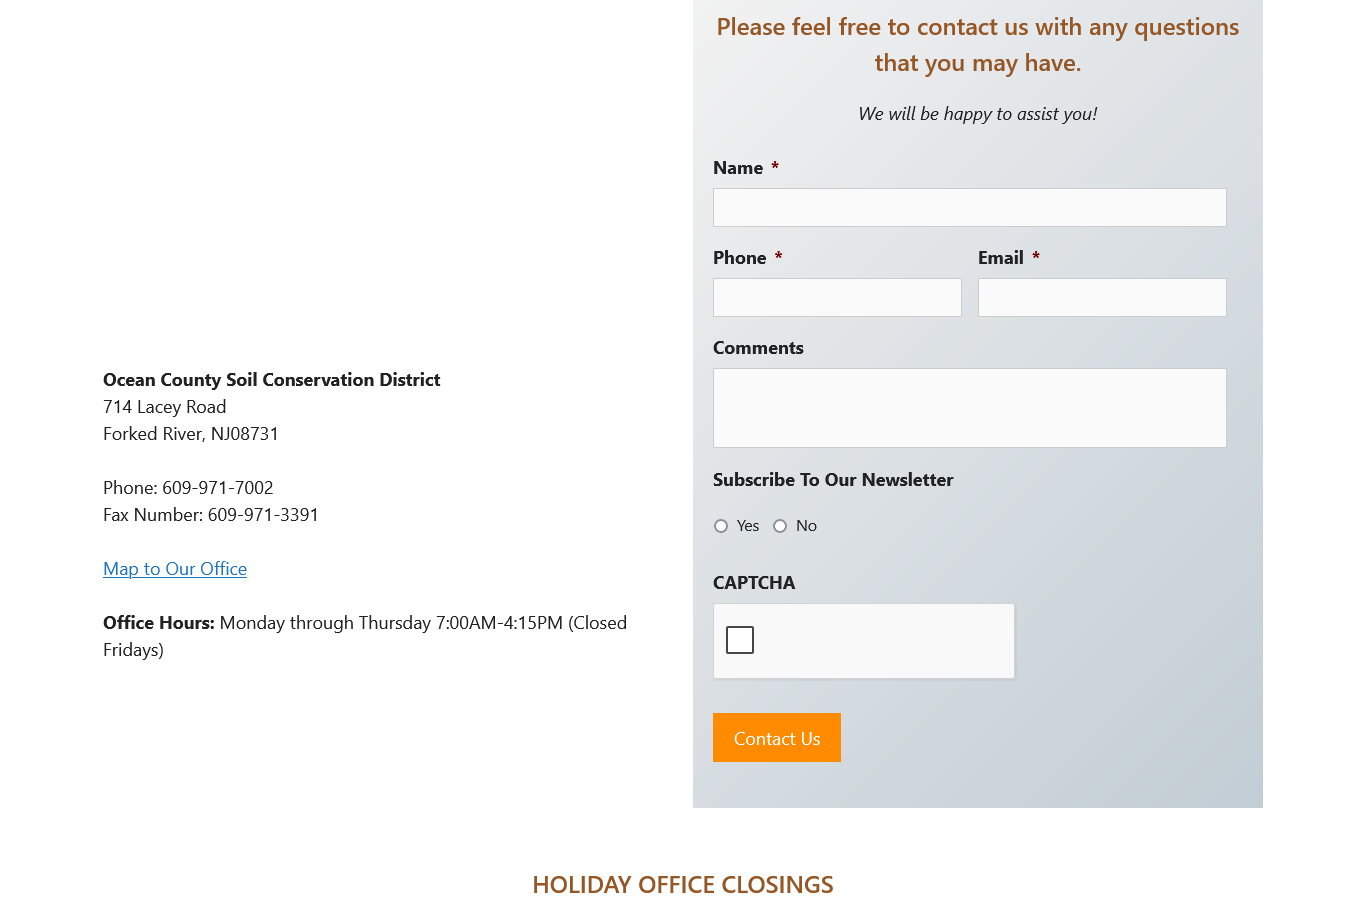 Please feel free to contact us with any questions
that you may have.
We will be happy to assist you!
Name *
Phone *
Email *
Comments
Subscribe To Our Newsletter
Yes
No
CAPTCHA
Contact Us
Ocean County Soil Conservation District
714 Lacey Road
Forked River, NJ08731
Phone: 609-971-7002
Fax Number: 609-971-3391
Map to Our Office
Office Hours: Monday through Thursday 7:00AM-4:15PM (Closed
Fridays)
HOLIDAY OFFICE CLOSINGS